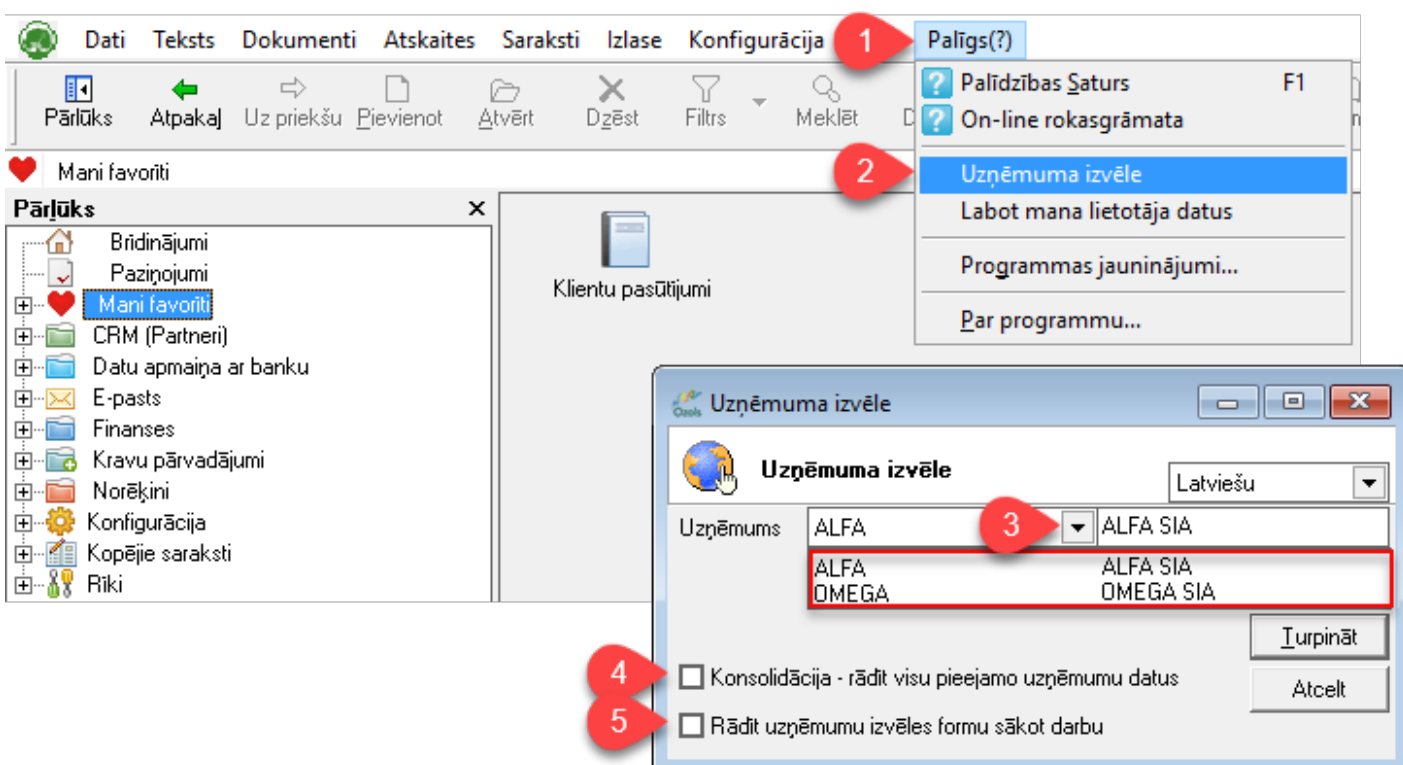 Dati Teksts Dokumenti Atskaites Saraksti Izlase Konfigurācija 1 Palīgs(?)
Pārlūks Atpakaļ Uz priekšu Pievienot Atvērt Dzēst Filtrs Meklēt
Palīdzības Saturs F1
On-line rokasgrāmata
2 Uzņēmuma izvēle
Labot mana lietotāja datus
Programmas jauninājumi...
Par programmu...
Mani favorīti
Pārļūks
Brīdinājumi
Paziņojumi
Mani favorīti
CRM (Partneri)
Datu apmaiņa ar banku
E-pasts
Finanses
Kravu pārvadājumi
Norēķini
Konfigurācija
Kopējie saraksti
Rīki
Klientu pasūtījumi
Ozols Uzņēmuma izvēle
Uzņēmuma izvēle Latviešu
Uzņēmums ALFA 3 ALFA SIA
ALFA ALFA SIA
OMEGA OMEGA SIA
Turpināt
4 Konsolidācija - rādīt visu pieejamo uzņēmumu datus
Atcelt
5 Rādīt uzņēmumu izvēles formu sākot darbu